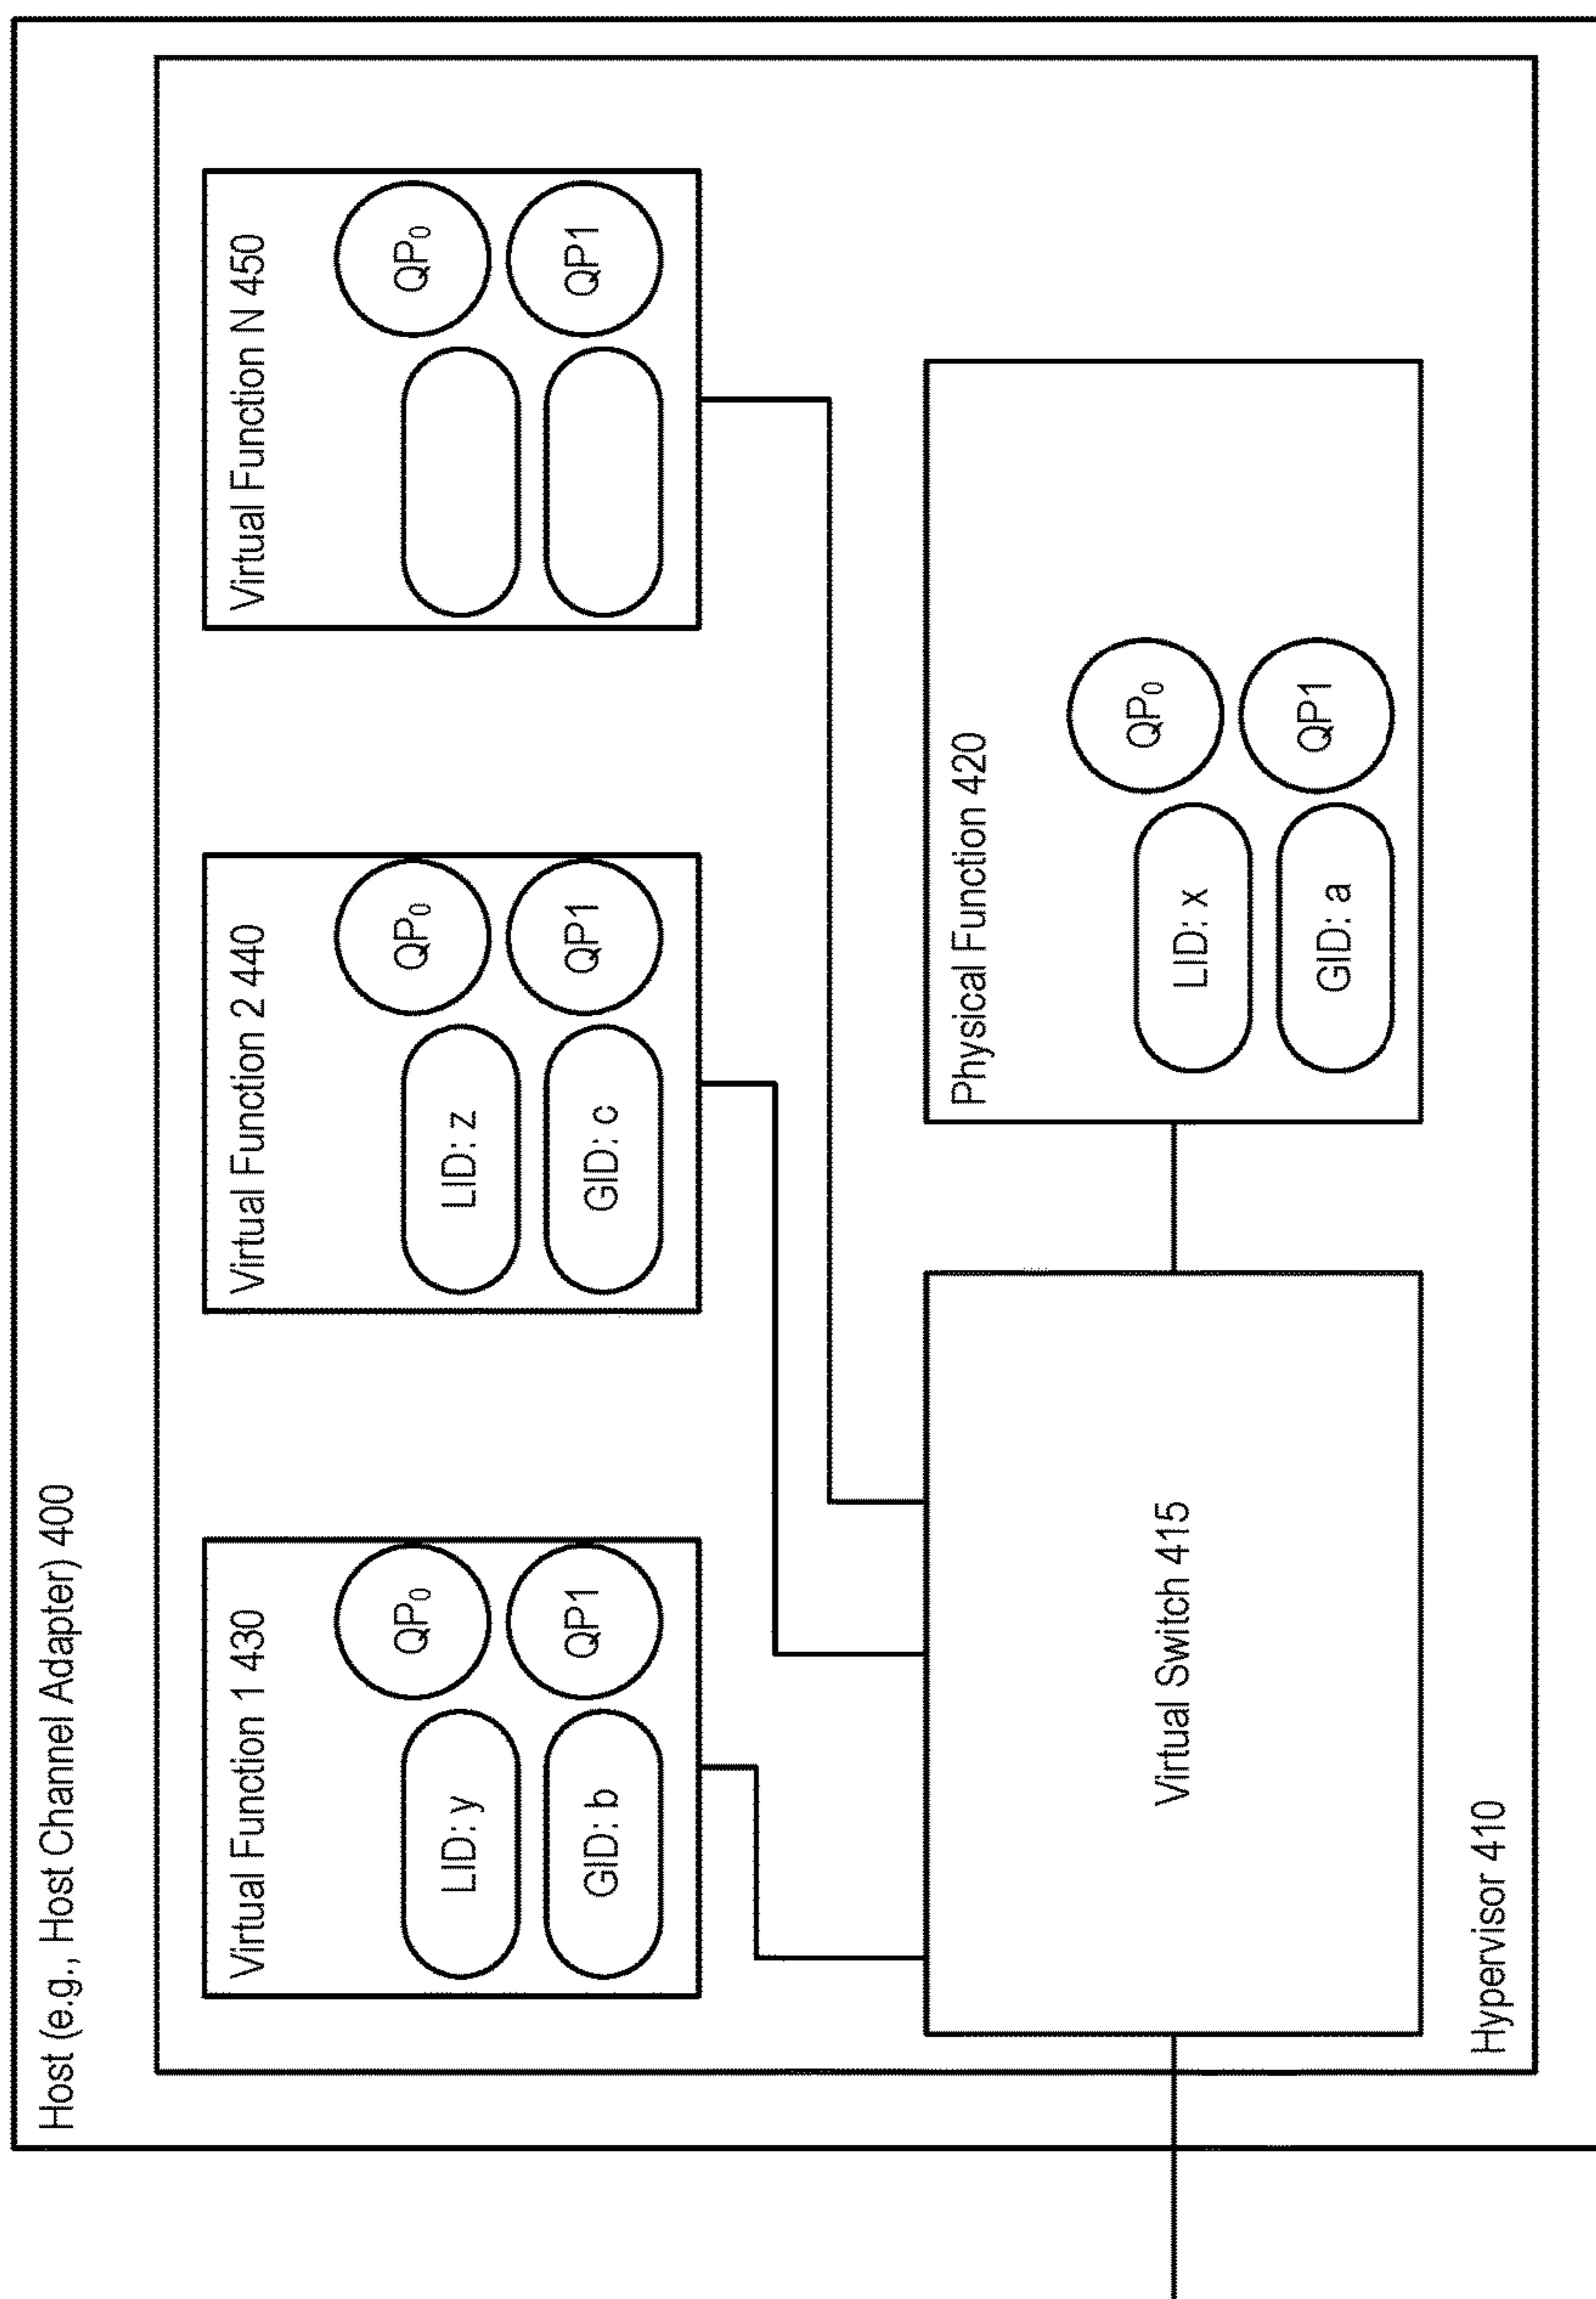 Host (e.g., Host Channel Adapter) 400
Virtual Function 1 430
QP₀
LID: y
QP1
GID: b
Virtual Function 2 440
QP₀
LID: z
QP1
GID: c
Virtual Function N 450
QP₀
QP1
Virtual Switch 415
Physical Function 420
QP₀
LID: x
QP1
GID: a
Hypervisor 410